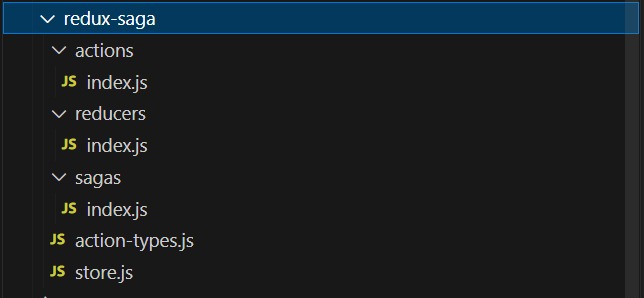 redux-saga
actions
JS index.js
reducers
JS index.js
sagas
JS index.js
JS action-types.js
JS store.js